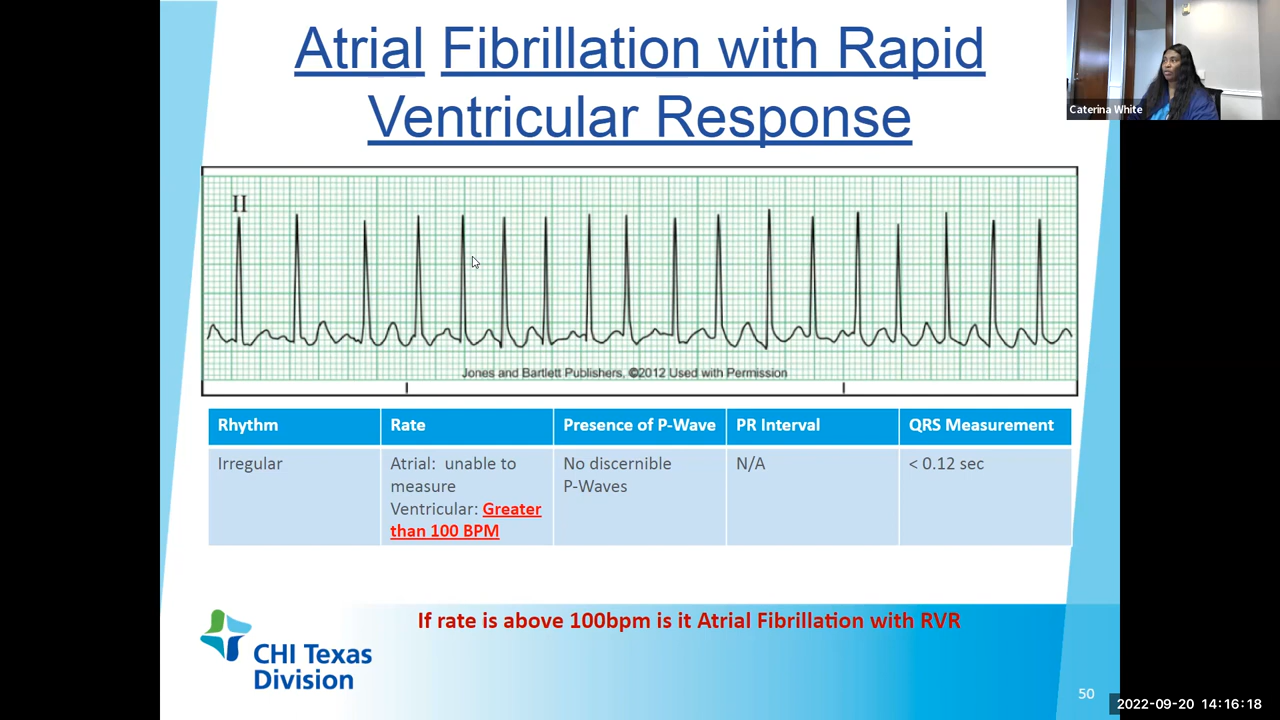 Atrial Fibrillation with Rapid
Ventricular Response
Caterina White
II
Jones and Bartlett Publishers, ©2012 Used with Permission
Rhythm Rate Presence of P-Wave PR Interval QRS Measurement
Irregular
Atrial: unable to
measure
Ventricular: Greater
than 100 BPM
No discernible
P-Waves
N/A
< 0.12 sec
If rate is above 100bpm is it Atrial Fibrillation with RVR
CHI Texas
Division
50
2022-09-20 14:16:18